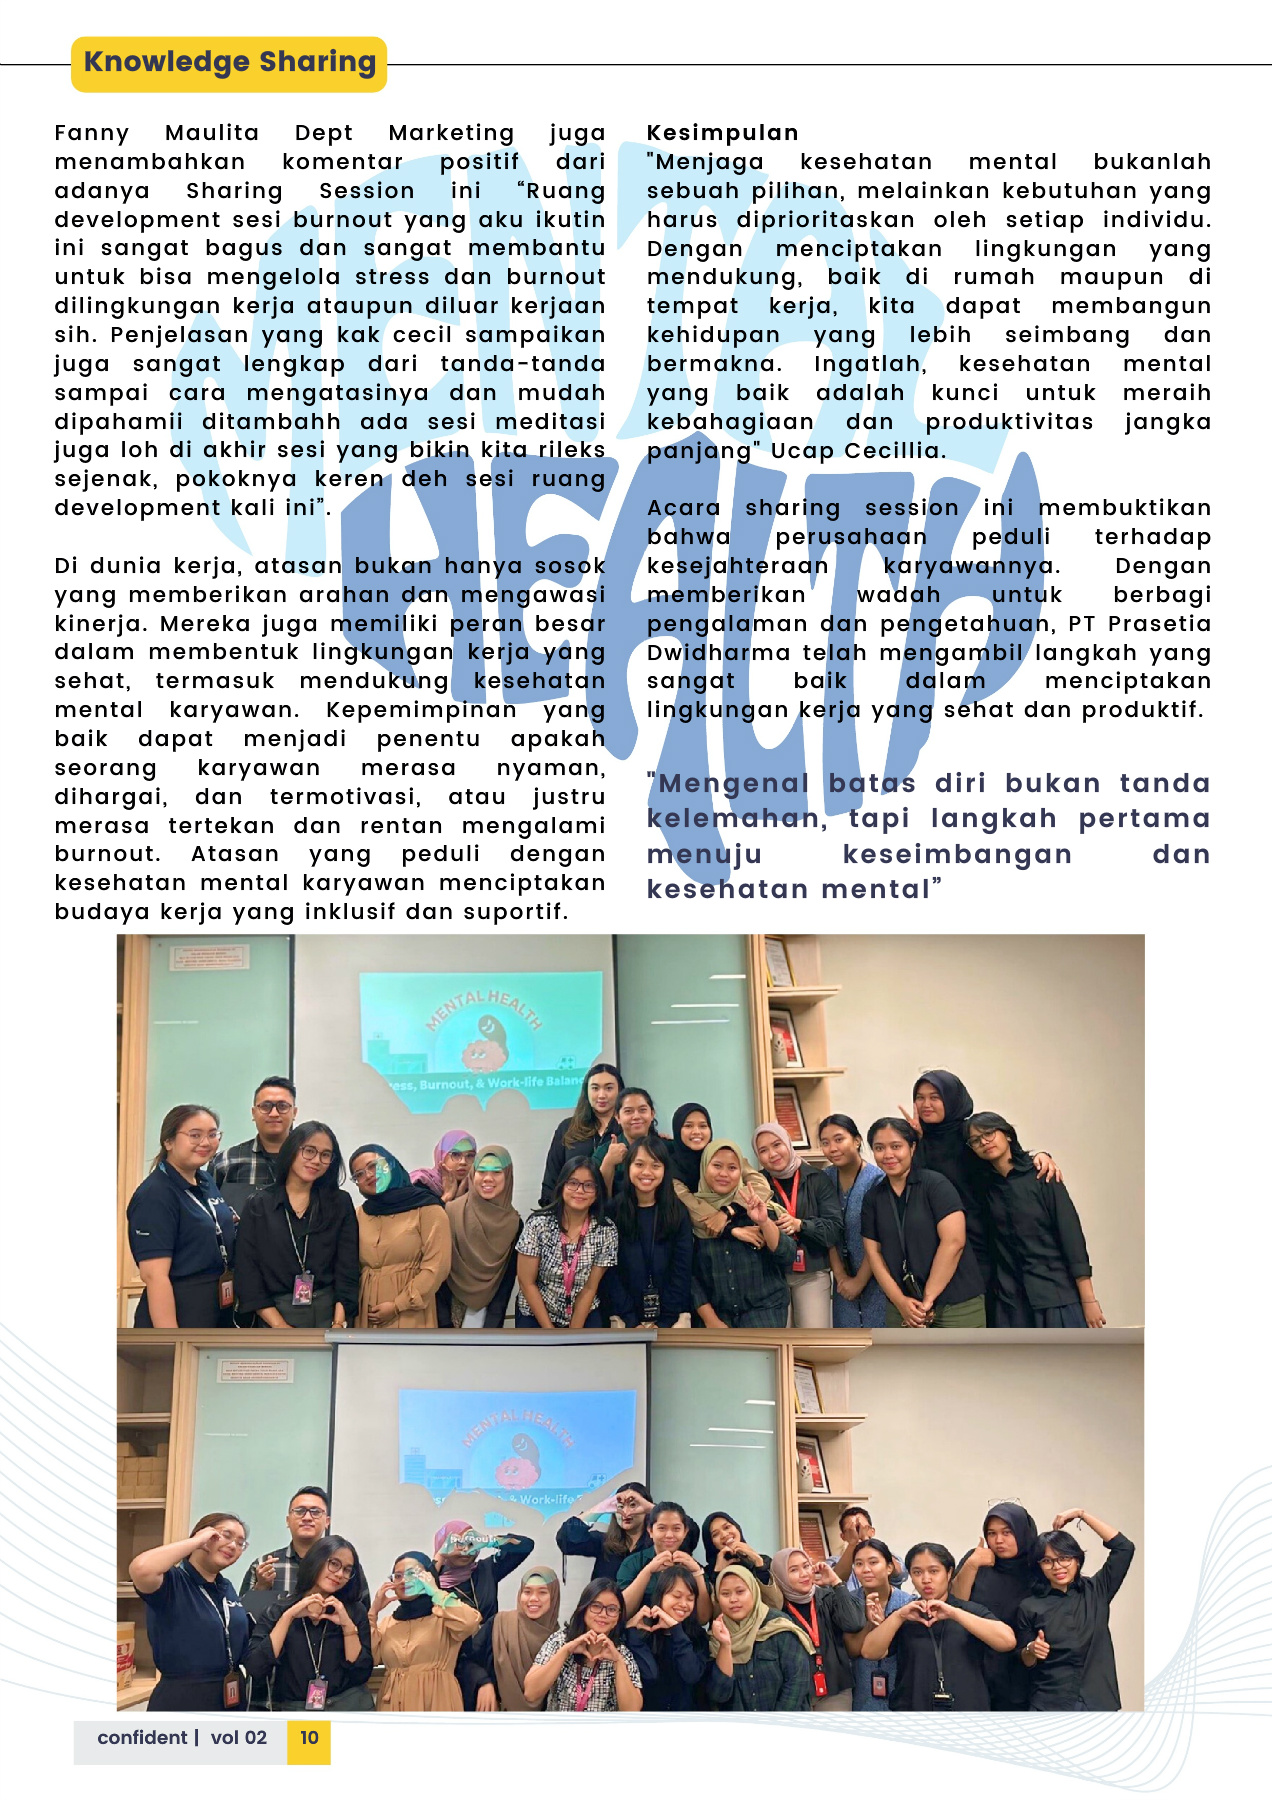 Knowledge Sharing
Fanny Maulita Dept Marketing juga
menambahkan komentar positif dari
adanya Sharing Session ini “Ruang
development sesi burnout yang aku ikutin
ini sangat bagus dan sangat membantu
untuk bisa mengelola stress dan burnout
dilingkungan kerja ataupun diluar kerjaan
sih. Penjelasan yang kak cecil sampaikan
juga sangat lengkap dari tanda-tanda
sampai cara mengatasinya dan mudah
dipahamii ditambahh ada sesi meditasi
juga loh di akhir sesi yang bikin kita rileks
sejenak, pokoknya keren deh sesi ruang
development kali ini”.
Di dunia kerja, atasan bukan hanya sosok
yang memberikan arahan dan mengawasi
kinerja. Mereka juga memiliki peran besar
dalam membentuk lingkungan kerja yang
sehat, termasuk mendukung kesehatan
mental karyawan. Kepemimpinan yang
baik dapat menjadi penentu apakah
seorang karyawan merasa nyaman,
dihargai, dan termotivasi, atau justru
merasa tertekan dan rentan mengalami
burnout. Atasan yang peduli dengan
kesehatan mental karyawan menciptakan
budaya kerja yang inklusif dan suportif.
Kesimpulan
"Menjaga kesehatan mental bukanlah
sebuah pilihan, melainkan kebutuhan yang
harus diprioritaskan oleh setiap individu.
Dengan menciptakan lingkungan yang
mendukung, baik di rumah maupun di
tempat kerja, kita dapat membangun
kehidupan yang lebih seimbang dan
bermakna. Ingatlah, kesehatan mental
yang baik adalah kunci untuk meraih
kebahagiaan dan produktivitas jangka
panjang" Ucap Cecillia.
Acara sharing session ini membuktikan
bahwa perusahaan peduli terhadap
kesejahteraan karyawannya. Dengan
memberikan wadah untuk berbagi
pengalaman dan pengetahuan, PT Prasetia
Dwidharma telah mengambil langkah yang
sangat baik dalam menciptakan
lingkungan kerja yang sehat dan produktif.
"Mengenal batas diri bukan tanda
kelemahan, tapi langkah pertama
menuju keseimbangan dan
kesehatan mental”
MENTAL
HEALTH
MENTAL HEALTH
ess, Burnout, & Work-life Balanc
MENTAL HEALTH
& Work-life
Burnout
confident | vol 02 10